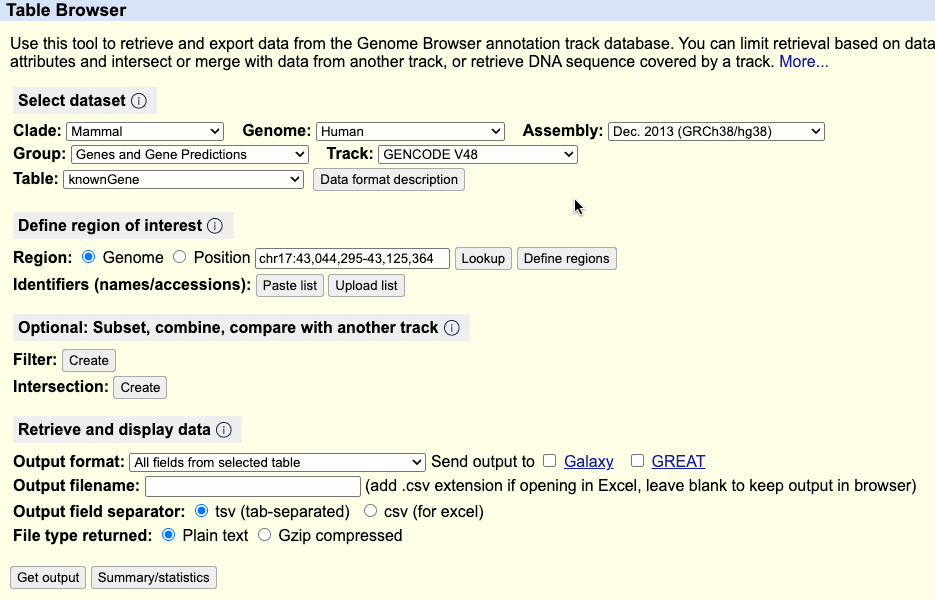 Table Browser
Use this tool to retrieve and export data from the Genome Browser annotation track database. You can limit retrieval based on data
attributes and intersect or merge with data from another track, or retrieve DNA sequence covered by a track. More...
Select dataset ⓘ
Clade: Mammal Genome: Human Assembly: Dec. 2013 (GRCh38/hg38)
Group: Genes and Gene Predictions Track: GENCODE V48
Table: knownGene Data format description
Define region of interest ⓘ
Region: Genome Position chr17:43,044,295-43,125,364 Lookup Define regions
Identifiers (names/accessions): Paste list Upload list
Optional: Subset, combine, compare with another track ⓘ
Filter: Create
Intersection: Create
Retrieve and display data ⓘ
Output format: All fields from selected table Send output to Galaxy GREAT
Output filename: (add .csv extension if opening in Excel, leave blank to keep output in browser)
Output field separator: tsv (tab-separated) csv (for excel)
File type returned: Plain text Gzip compressed
Get output Summary/statistics